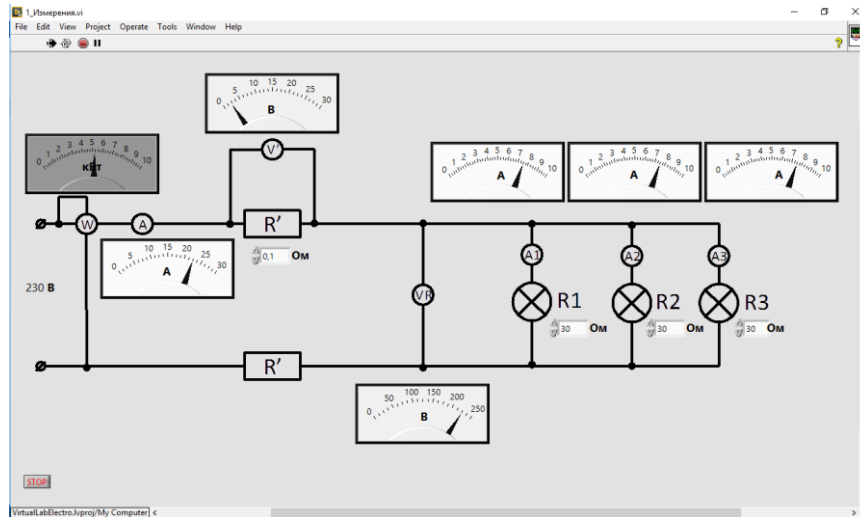 1_Измерения.vi
File Edit View Project Operate Tools Window Help
0 5 10 15 20 25 30
В
V'
0 1 2 3 4 5 6 7 8 9 10
кВт
0 1 2 3 4 5 6 7 8 9 10
А
0 1 2 3 4 5 6 7 8 9 10
А
0 1 2 3 4 5 6 7 8 9 10
А
W
A
R'
0,1 Ом
0 5 10 15 20 25 30
А
230 В
VR
A1
A2
A3
R1
R2
R3
30 Ом
30 Ом
30 Ом
R'
0 50 100 150 200 250
В
STOP
VirtualLabElectro.lvproj/My Computer